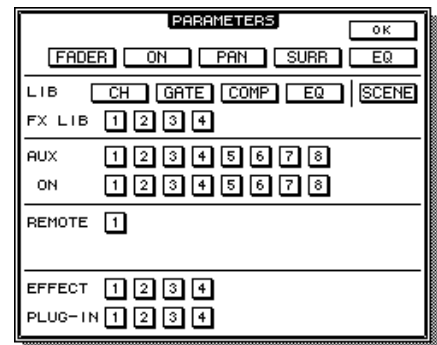 PARAMETERS
OK
FADER ON PAN SURR EQ
LIB CH GATE COMP EQ SCENE
FX LIB 1 2 3 4
AUX 1 2 3 4 5 6 7 8
ON 1 2 3 4 5 6 7 8
REMOTE 1
EFFECT 1 2 3 4
PLUG-IN 1 2 3 4